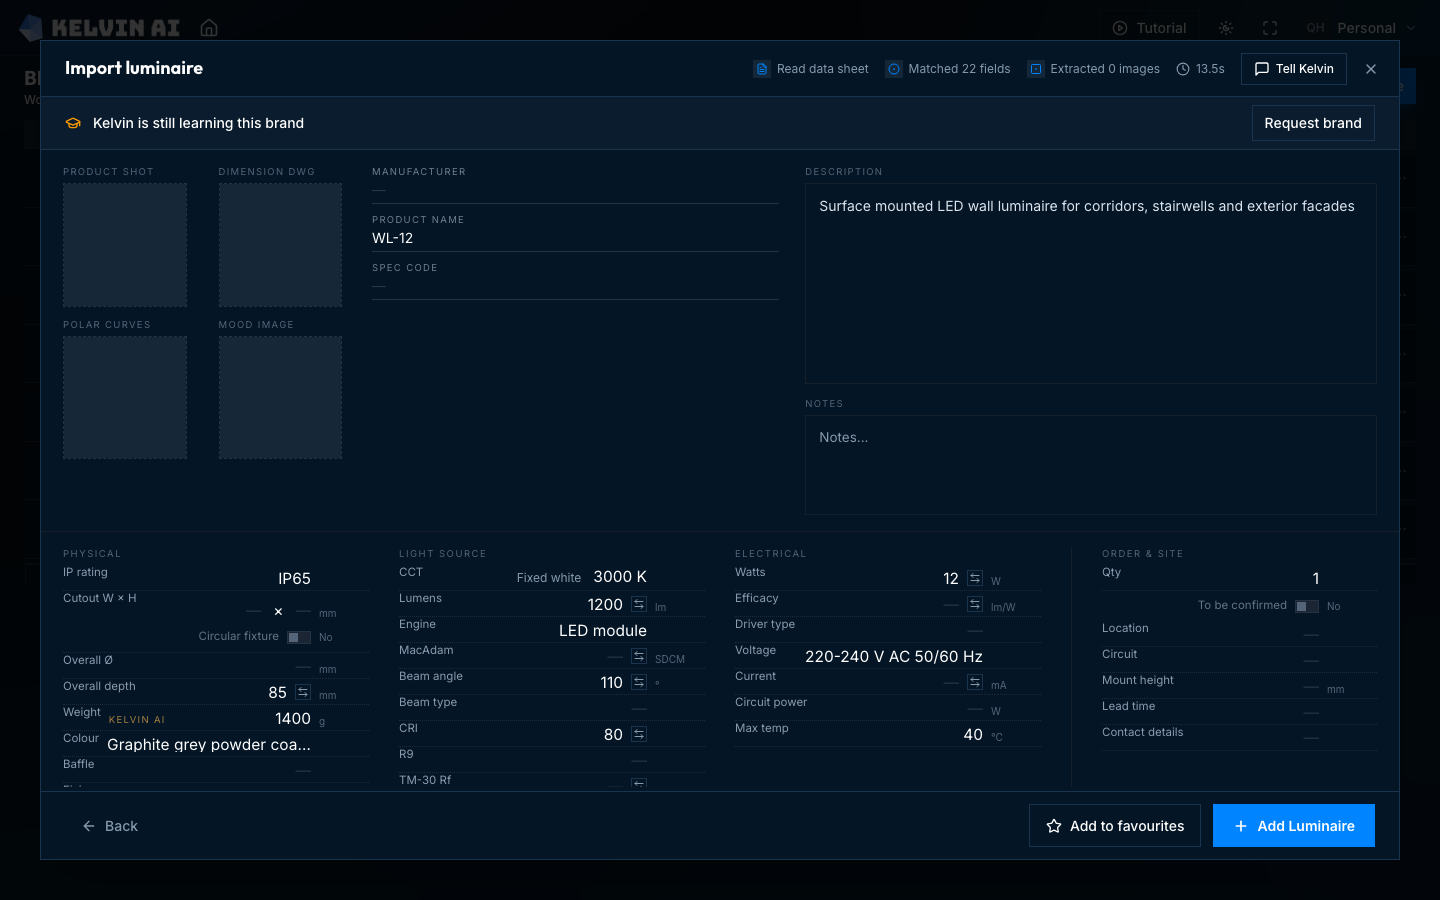 KELVIN AI
Tutorial
QH Personal
Import luminaire
Read data sheet
Matched 22 fields
Extracted 0 images
13.5s
Tell Kelvin
Kelvin is still learning this brand
Request brand
PRODUCT SHOT
DIMENSION DWG
POLAR CURVES
MOOD IMAGE
MANUFACTURER
—
PRODUCT NAME
WL-12
SPEC CODE
—
DESCRIPTION
Surface mounted LED wall luminaire for corridors, stairwells and exterior facades
NOTES
Notes...
PHYSICAL
IP rating IP65
Cutout W × H — × — mm
Circular fixture No
Overall Ø — mm
Overall depth 85 mm
Weight KELVIN AI 1400 g
Colour Graphite grey powder coa...
Baffle —
LIGHT SOURCE
CCT Fixed white 3000 K
Lumens 1200 lm
Engine LED module
MacAdam — SDCM
Beam angle 110 °
Beam type —
CRI 80
R9 —
TM-30 Rf —
ELECTRICAL
Watts 12 W
Efficacy — lm/W
Driver type —
Voltage 220-240 V AC 50/60 Hz
Current — mA
Circuit power — W
Max temp 40 °C
ORDER & SITE
Qty 1
To be confirmed No
Location —
Circuit —
Mount height — mm
Lead time —
Contact details —
Back
Add to favourites
Add Luminaire